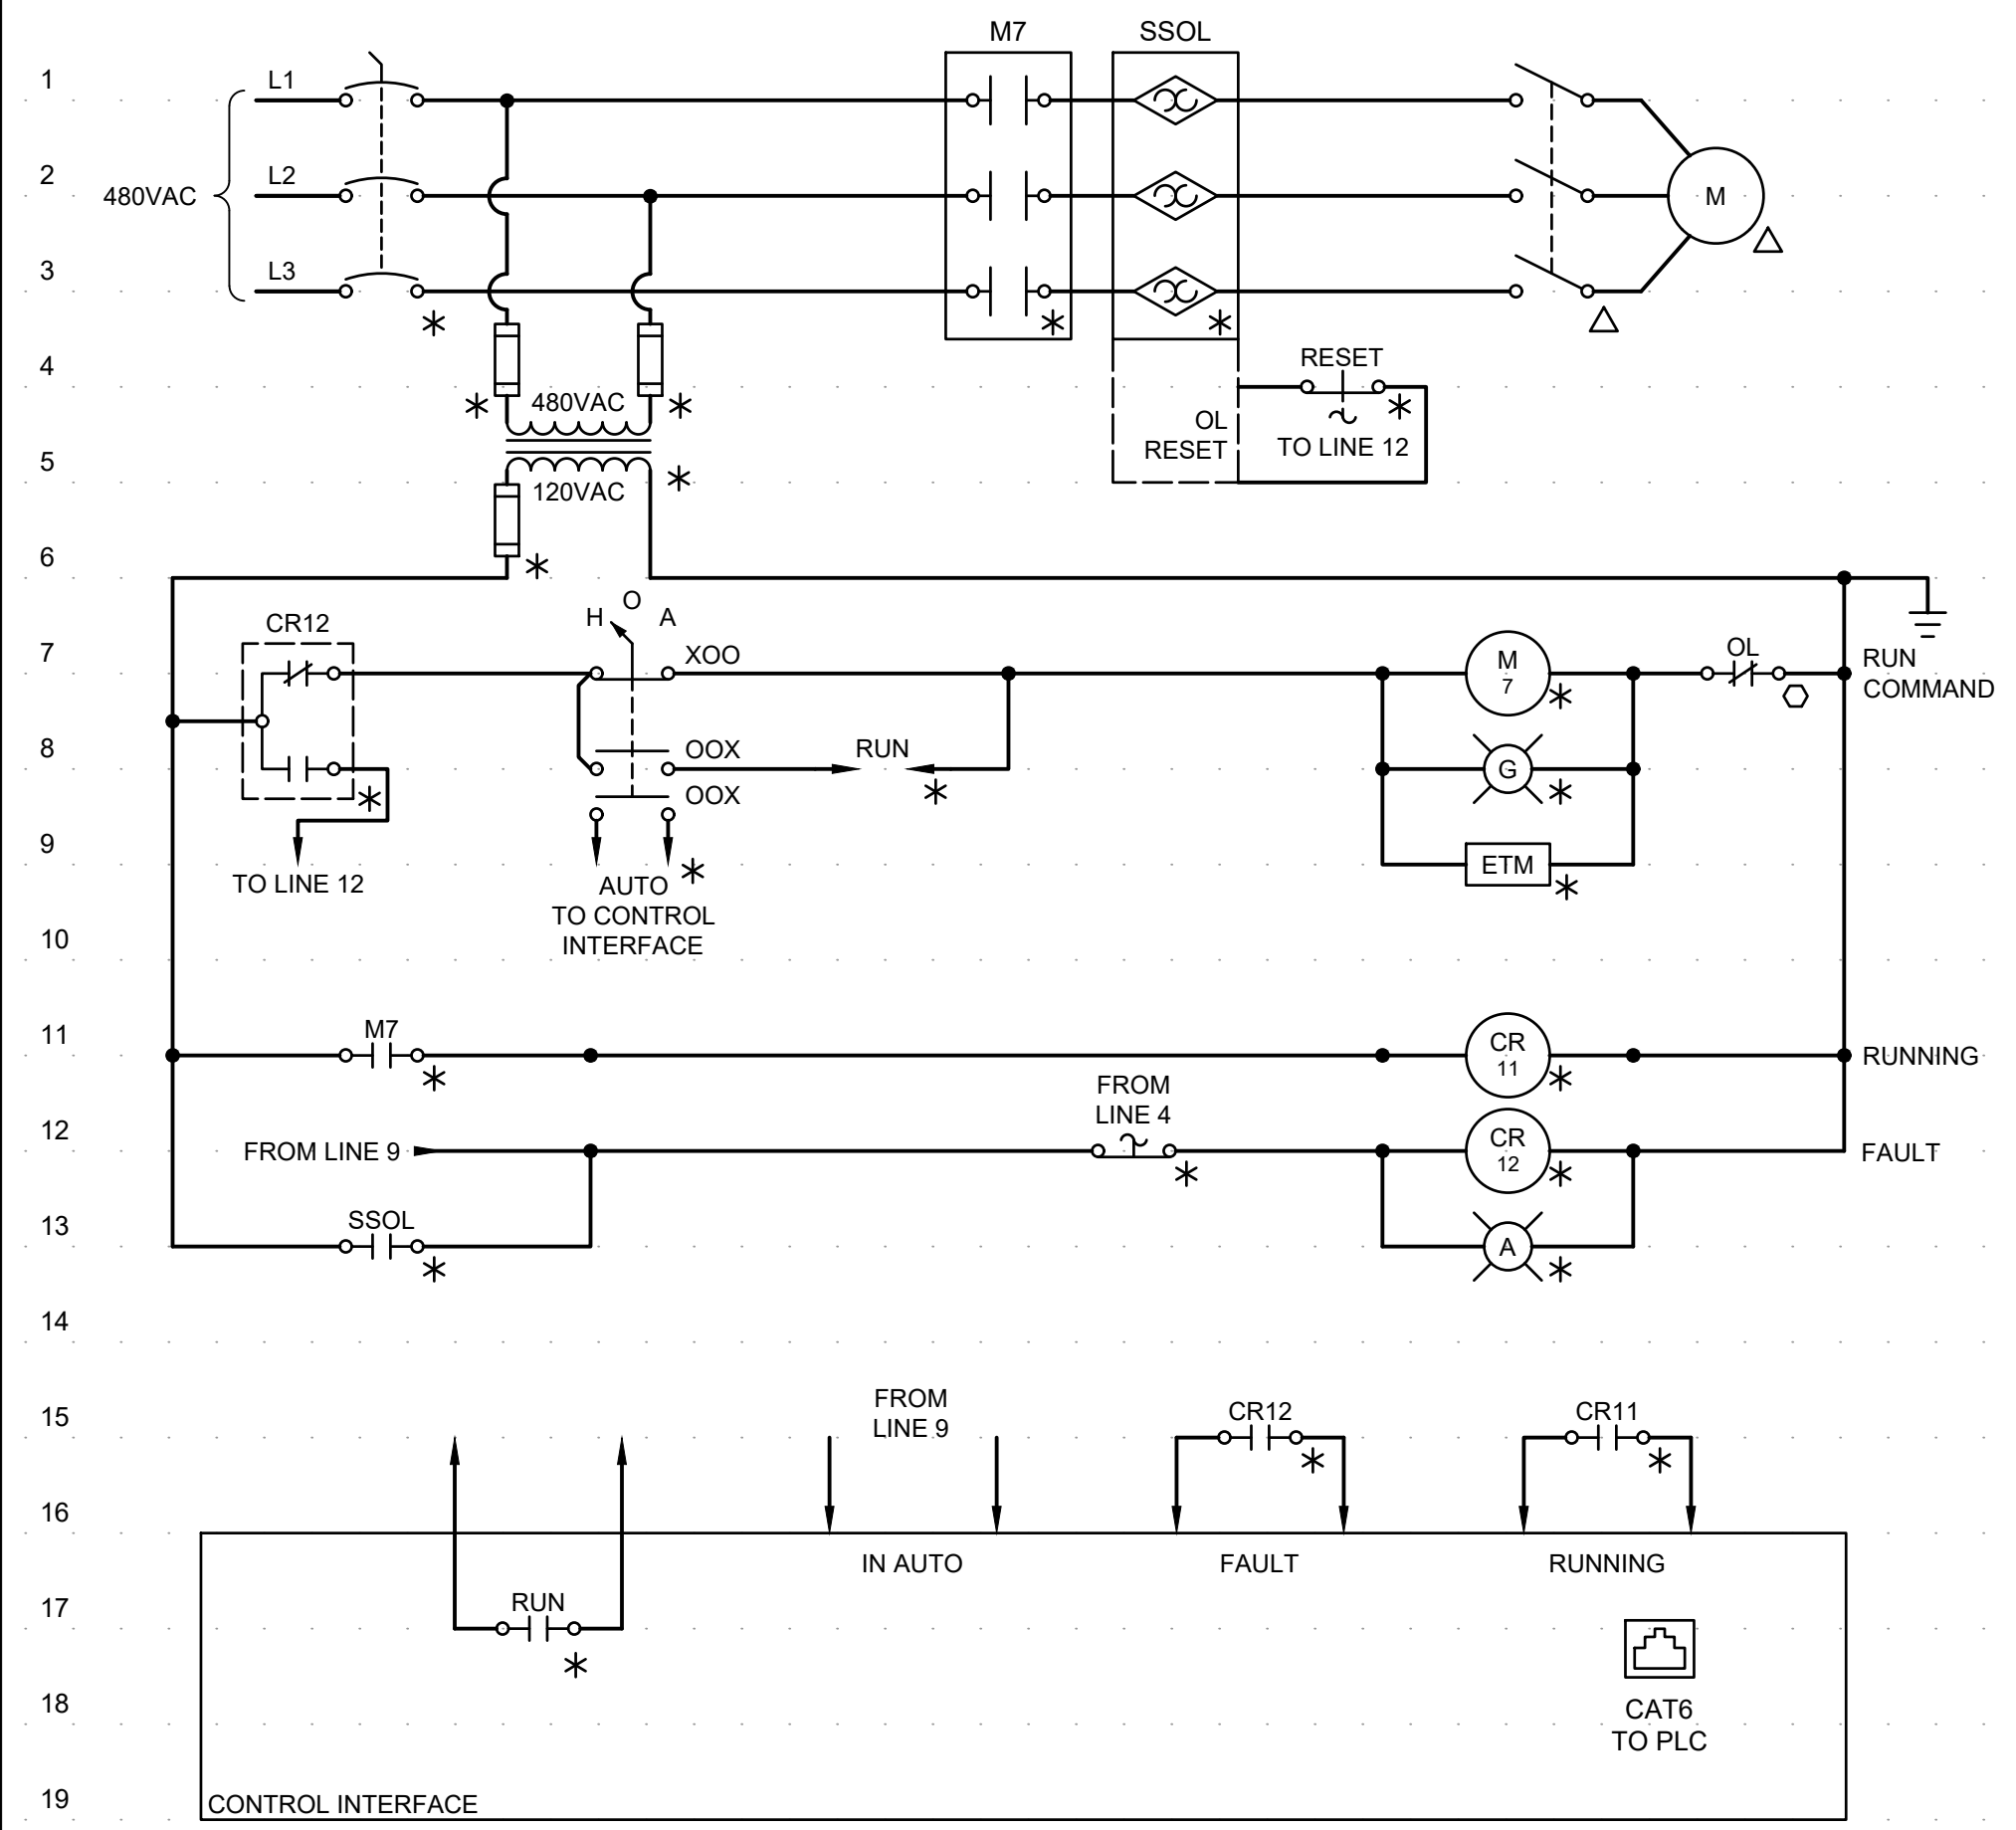 M7
SSOL
1
L1
2
L2
480VAC
M
3
L3
4
RESET
480VAC
OL
RESET
TO LINE 12
5
120VAC
6
H
O
A
CR12
7
XOO
M
7
OL
RUN
COMMAND
8
OOX
RUN
G
OOX
9
ETM
TO LINE 12
AUTO
TO CONTROL
INTERFACE
10
11
M7
CR
11
RUNNING
FROM
LINE 4
12
FROM LINE 9
CR
12
FAULT
13
SSOL
A
14
15
FROM
LINE 9
CR12
CR11
16
IN AUTO
FAULT
RUNNING
17
RUN
18
CAT6
TO PLC
19
CONTROL INTERFACE